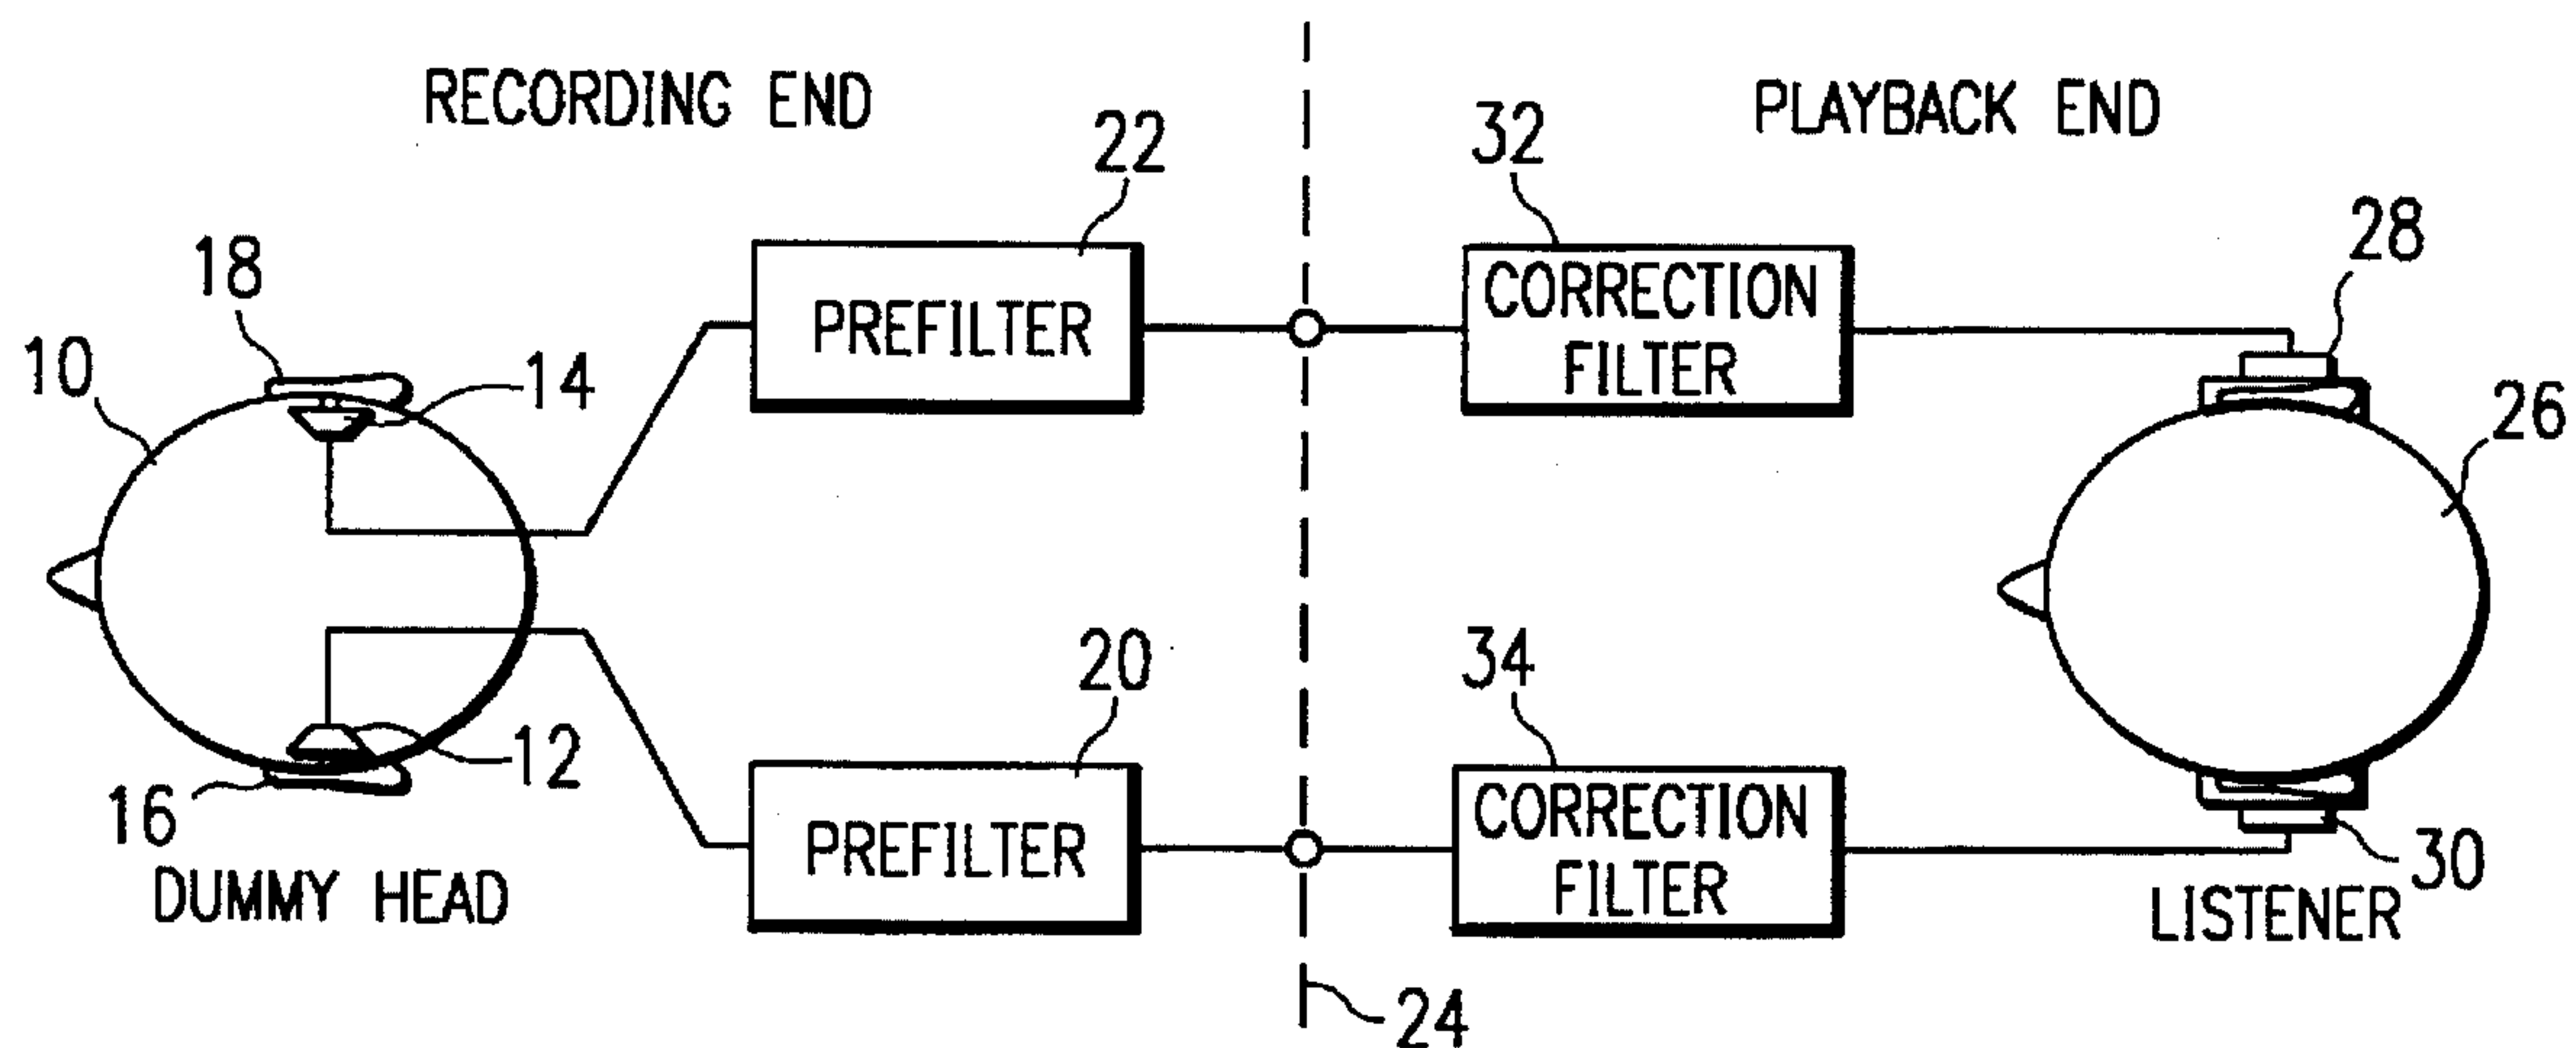 RECORDING END
PLAYBACK END
22
32
28
18
PREFILTER
CORRECTION
FILTER
10
14
26
20
34
12
16
PREFILTER
CORRECTION
FILTER
30
DUMMY HEAD
LISTENER
24